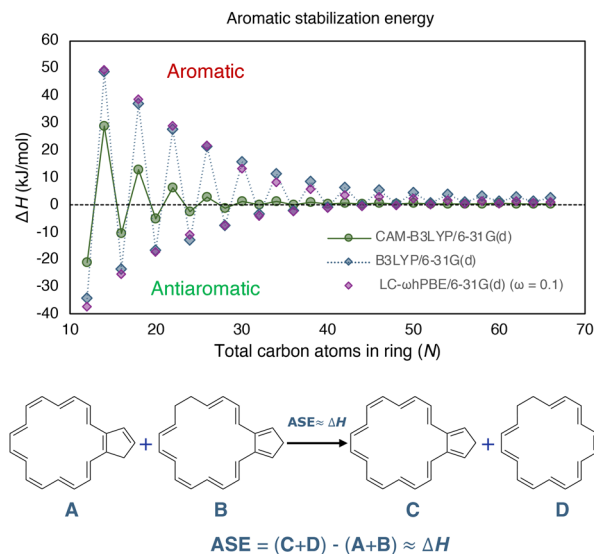 Aromatic stabilization energy
60
50
40
30
20
10
0
-10
-20
-30
-40
ΔH (kJ/mol)
Aromatic
Antiaromatic
CAM-B3LYP/6-31G(d)
B3LYP/6-31G(d)
LC-ωhPBE/6-31G(d) (ω = 0.1)
10 20 30 40 50 60 70
Total carbon atoms in ring (N)
+ ASE≈ ΔH +
A B C D
ASE = (C+D) - (A+B) ≈ ΔH